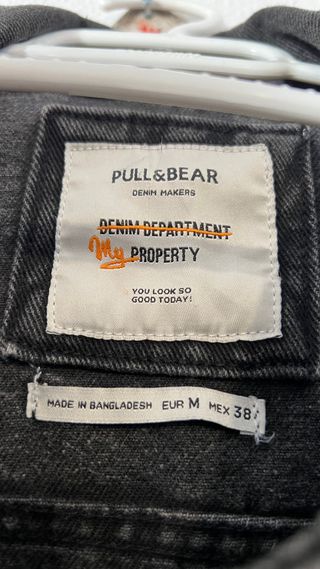 PULL&BEAR
DENIM MAKERS
DENIM DEPARTMENT
My PROPERTY
YOU LOOK SO
GOOD TODAY!
MADE IN BANGLADESH EUR M MEX 38